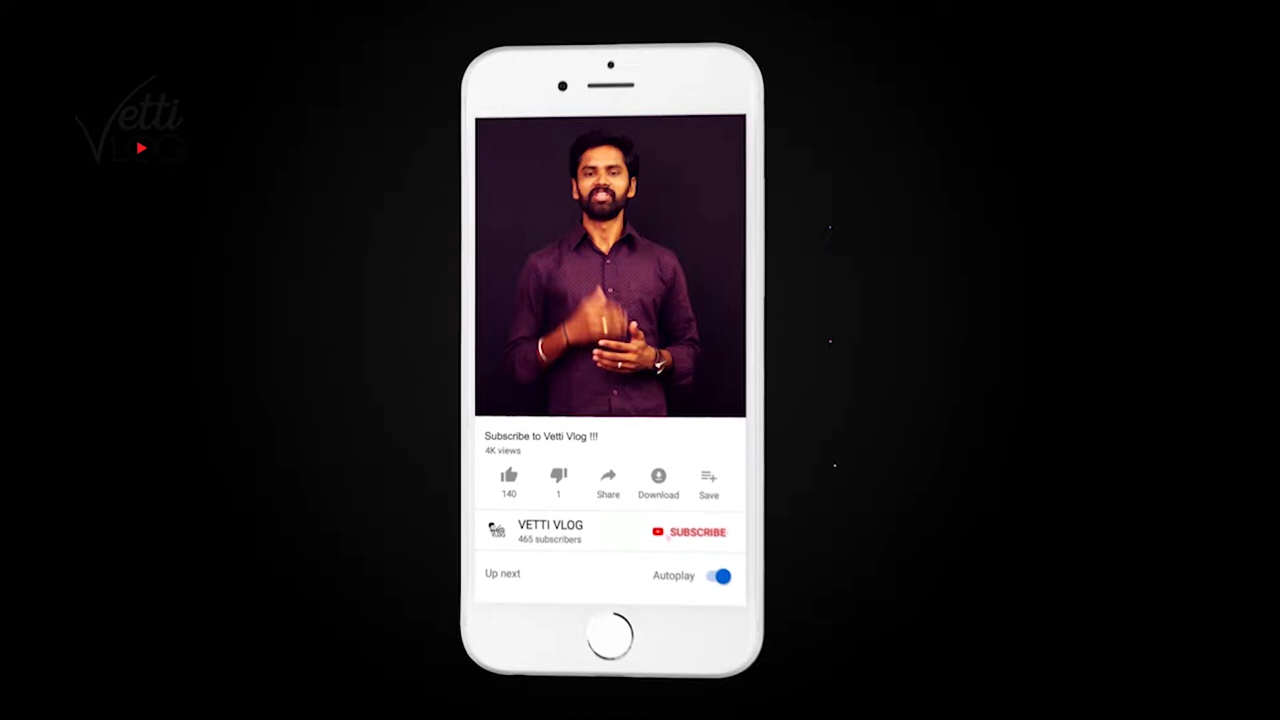 Vetti
VLOG
Subscribe to Vetti Vlog !!!
4K views
140
1
Share
Download
Save
VETTI VLOG
465 subscribers
SUBSCRIBE
Up next
Autoplay